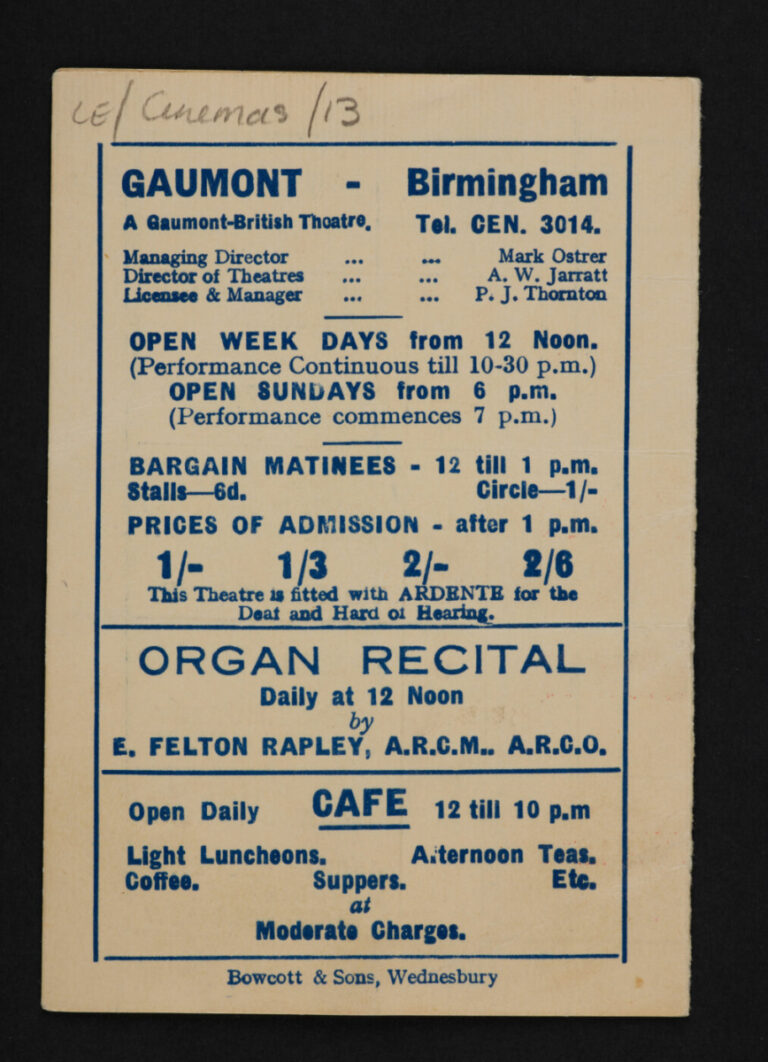 LE/ Cinemas /13
GAUMONT - Birmingham
A Gaumont-British Theatre. Tel. CEN. 3014.
Managing Director ... ... Mark Ostrer
Director of Theatres ... ... A. W. Jarratt
Licensee & Manager ... ... P. J. Thornton
OPEN WEEK DAYS from 12 Noon.
(Performance Continuous till 10-30 p.m.)
OPEN SUNDAYS from 6 p.m.
(Performance commences 7 p.m.)
BARGAIN MATINEES - 12 till 1 p.m.
Stalls—6d. Circle—1/-
PRICES OF ADMISSION - after 1 p.m.
1/- 1/3 2/- 2/6
This Theatre is fitted with ARDENTE for the
Deaf and Hard of Hearing.
ORGAN RECITAL
Daily at 12 Noon
by
E. FELTON RAPLEY, A.R.C.M.. A.R.C.O.
Open Daily CAFE 12 till 10 p.m
Light Luncheons. Afternoon Teas.
Coffee. Suppers. Etc.
at
Moderate Charges.
Bowcott & Sons, Wednesbury